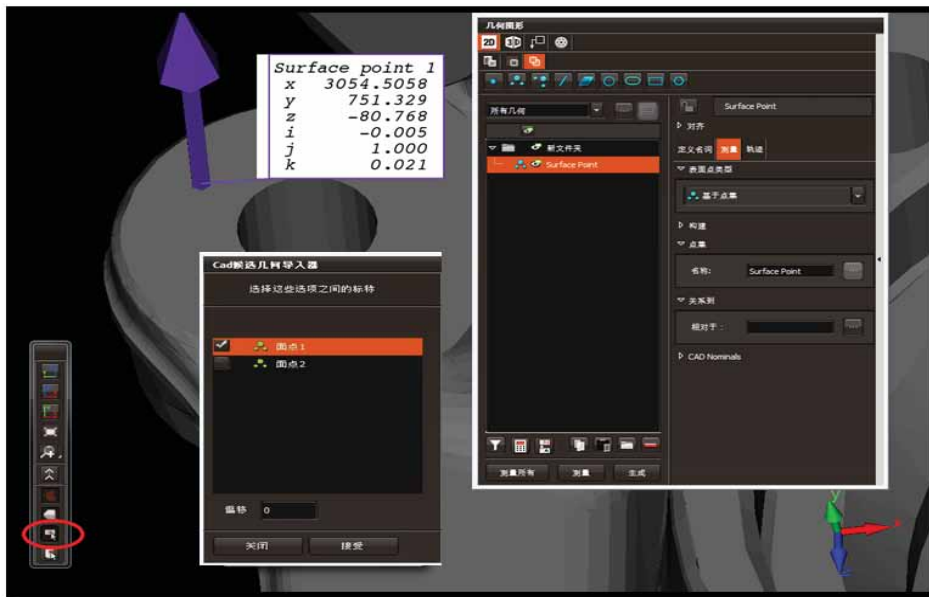 Surface point 1
x 3054.5058
y 751.329
z -80.768
i -0.005
j 1.000
k 0.021
Cad候选几何导入器
选择这些选项之间的标称
面点1
面点2
偏移 0
关闭 接受
几何图形
2D 3D
所有几何
新文件夹
Surface Point
测量所有 测量 生成
Surface Point
对齐
定义名词 测量 轨迹
表面点类型
基于点集
构建
点集
名称: Surface Point
关系到
相对于:
CAD Nominals
y
x
z